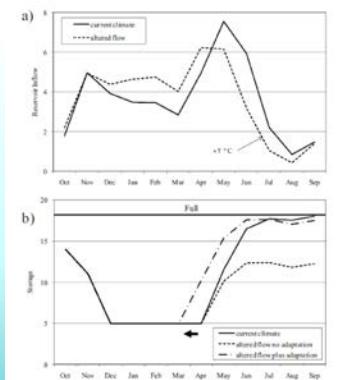 a)
8
current climate
altered flow
6
Reservoir Inflow
4
2
0
Oct Nov Dec Jan Feb Mar Apr May Jun Jul Aug Sep
b)
20
Full
15
Storage
10
5
current climate
altered flow no adaptation
altered flow plus adaptation
0
Oct Nov Dec Jan Feb Mar Apr May Jun Jul Aug Sep